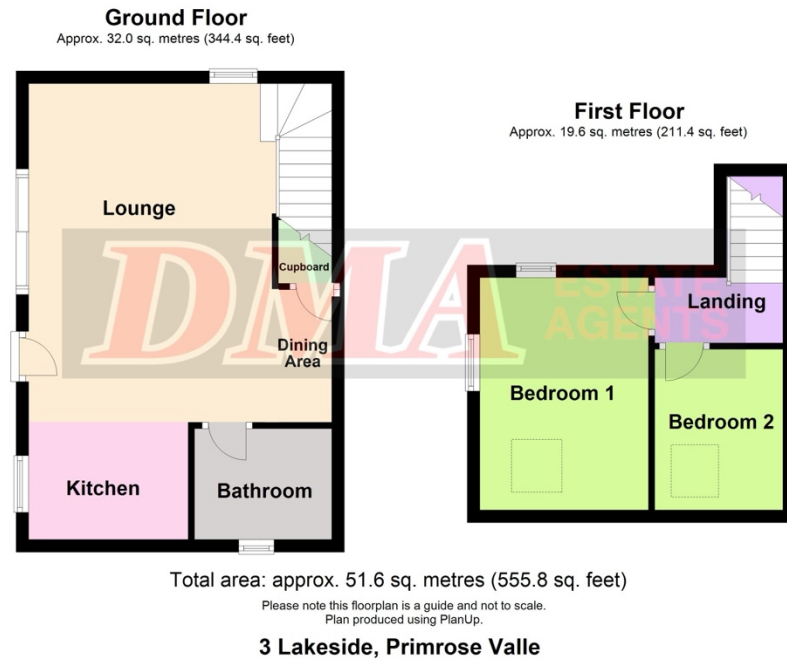 Ground Floor
Approx. 32.0 sq. metres (344.4 sq. feet)
First Floor
Approx. 19.6 sq. metres (211.4 sq. feet)
Lounge
Cupboard
Dining
Area
Kitchen
Bathroom
DMA
ESTATE
AGENTS
Landing
Bedroom 1
Bedroom 2
Total area: approx. 51.6 sq. metres (555.8 sq. feet)
Please note this floorplan is a guide and not to scale.
Plan produced using PlanUp.
3 Lakeside, Primrose Valle